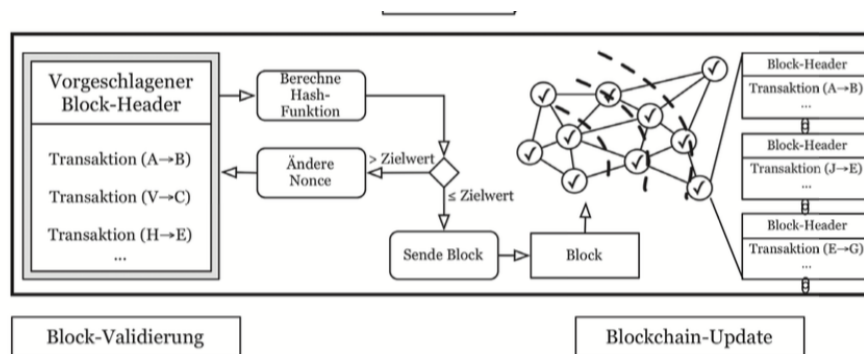 Vorgeschlagener
Block-Header
Transaktion (A→B)
Transaktion (V→C)
Transaktion (H→E)
...
Berechne
Hash-
Funktion
Ändere
Nonce
> Zielwert
≤ Zielwert
Sende Block
Block
Block-Header
Transaktion (A→B)
...
Block-Header
Transaktion (J→E)
...
Block-Header
Transaktion (E→G)
...
Block-Validierung
Blockchain-Update